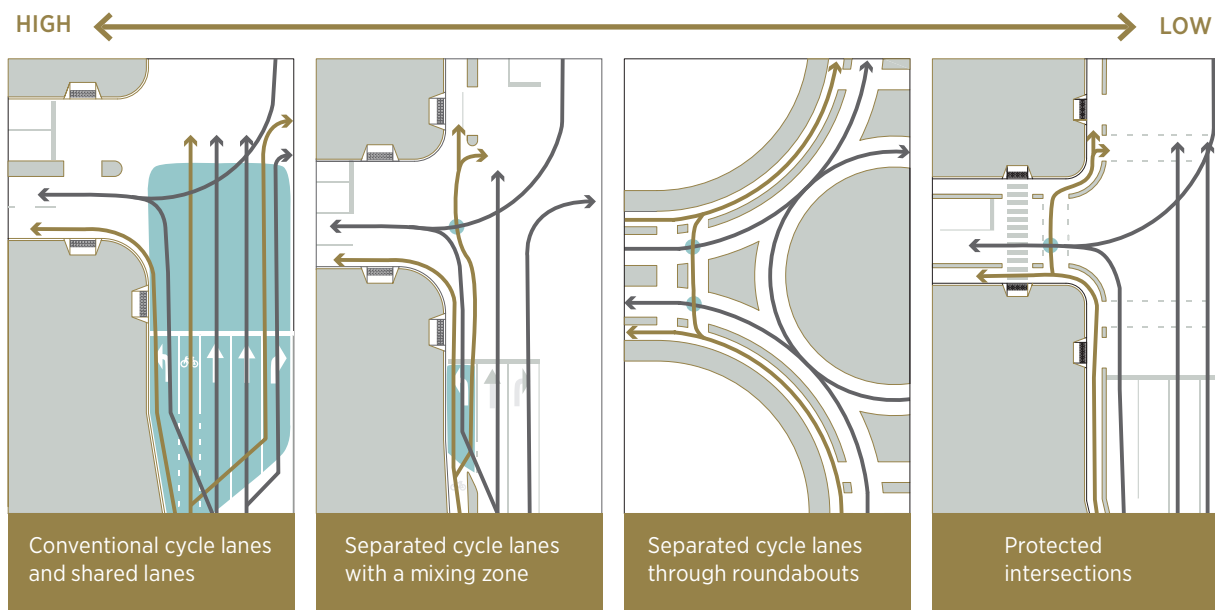 HIGH
LOW
Conventional cycle lanes
and shared lanes
Separated cycle lanes
with a mixing zone
Separated cycle lanes
through roundabouts
Protected
intersections